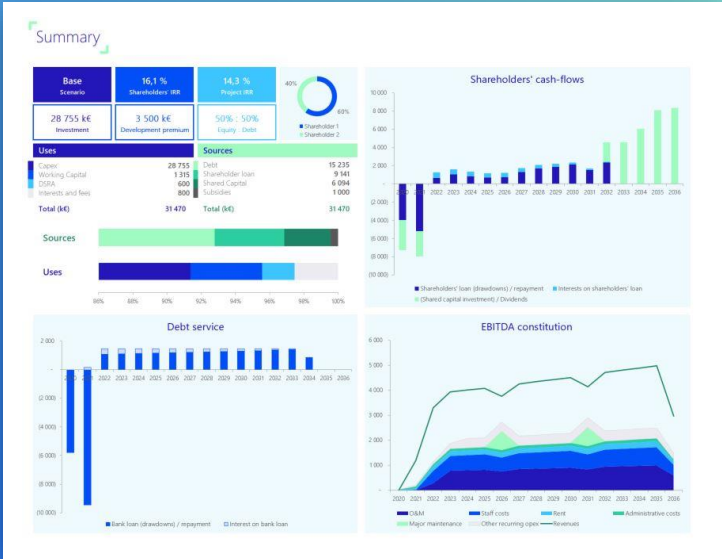 Summary
Base
Scenario
16,1 %
Shareholders' IRR
14,3 %
Project IRR
40%
60%
Shareholder 1
Shareholder 2
28 755 k€
Investment
3 500 k€
Development premium
50% : 50%
Equity : Debt
Uses
Capex 28 755
Working Capital 1 315
DSRA 600
Interests and fees 800
Total (k€) 31 470
Sources
Debt 15 235
Shareholder loan 9 141
Shared Capital 6 094
Subsidies 1 000
Total (k€) 31 470
Sources
Uses
86% 88% 90% 92% 94% 96% 98% 100%
Shareholders' cash-flows
10 000
8 000
6 000
4 000
2 000
-
2020 2021 2022 2023 2024 2025 2026 2027 2028 2029 2030 2031 2032 2033 2034 2035 2036
(2 000)
(4 000)
(6 000)
(8 000)
(10 000)
Shareholders' loan (drawdowns) / repayment Interests on shareholders' loan
(Shared capital investment) / Dividends
Debt service
2 000
-
2020 2021 2022 2023 2024 2025 2026 2027 2028 2029 2030 2031 2032 2033 2034 2035 2036
(2 000)
(4 000)
(6 000)
(8 000)
(10 000)
Bank loan (drawdowns) / repayment Interest on bank loan
EBITDA constitution
6 000
5 000
4 000
3 000
2 000
1 000
-
2020 2021 2022 2023 2024 2025 2026 2027 2028 2029 2030 2031 2032 2033 2034 2035 2036
O&M Staff costs Rent Administrative costs
Major maintenance Other recurring opex Revenues